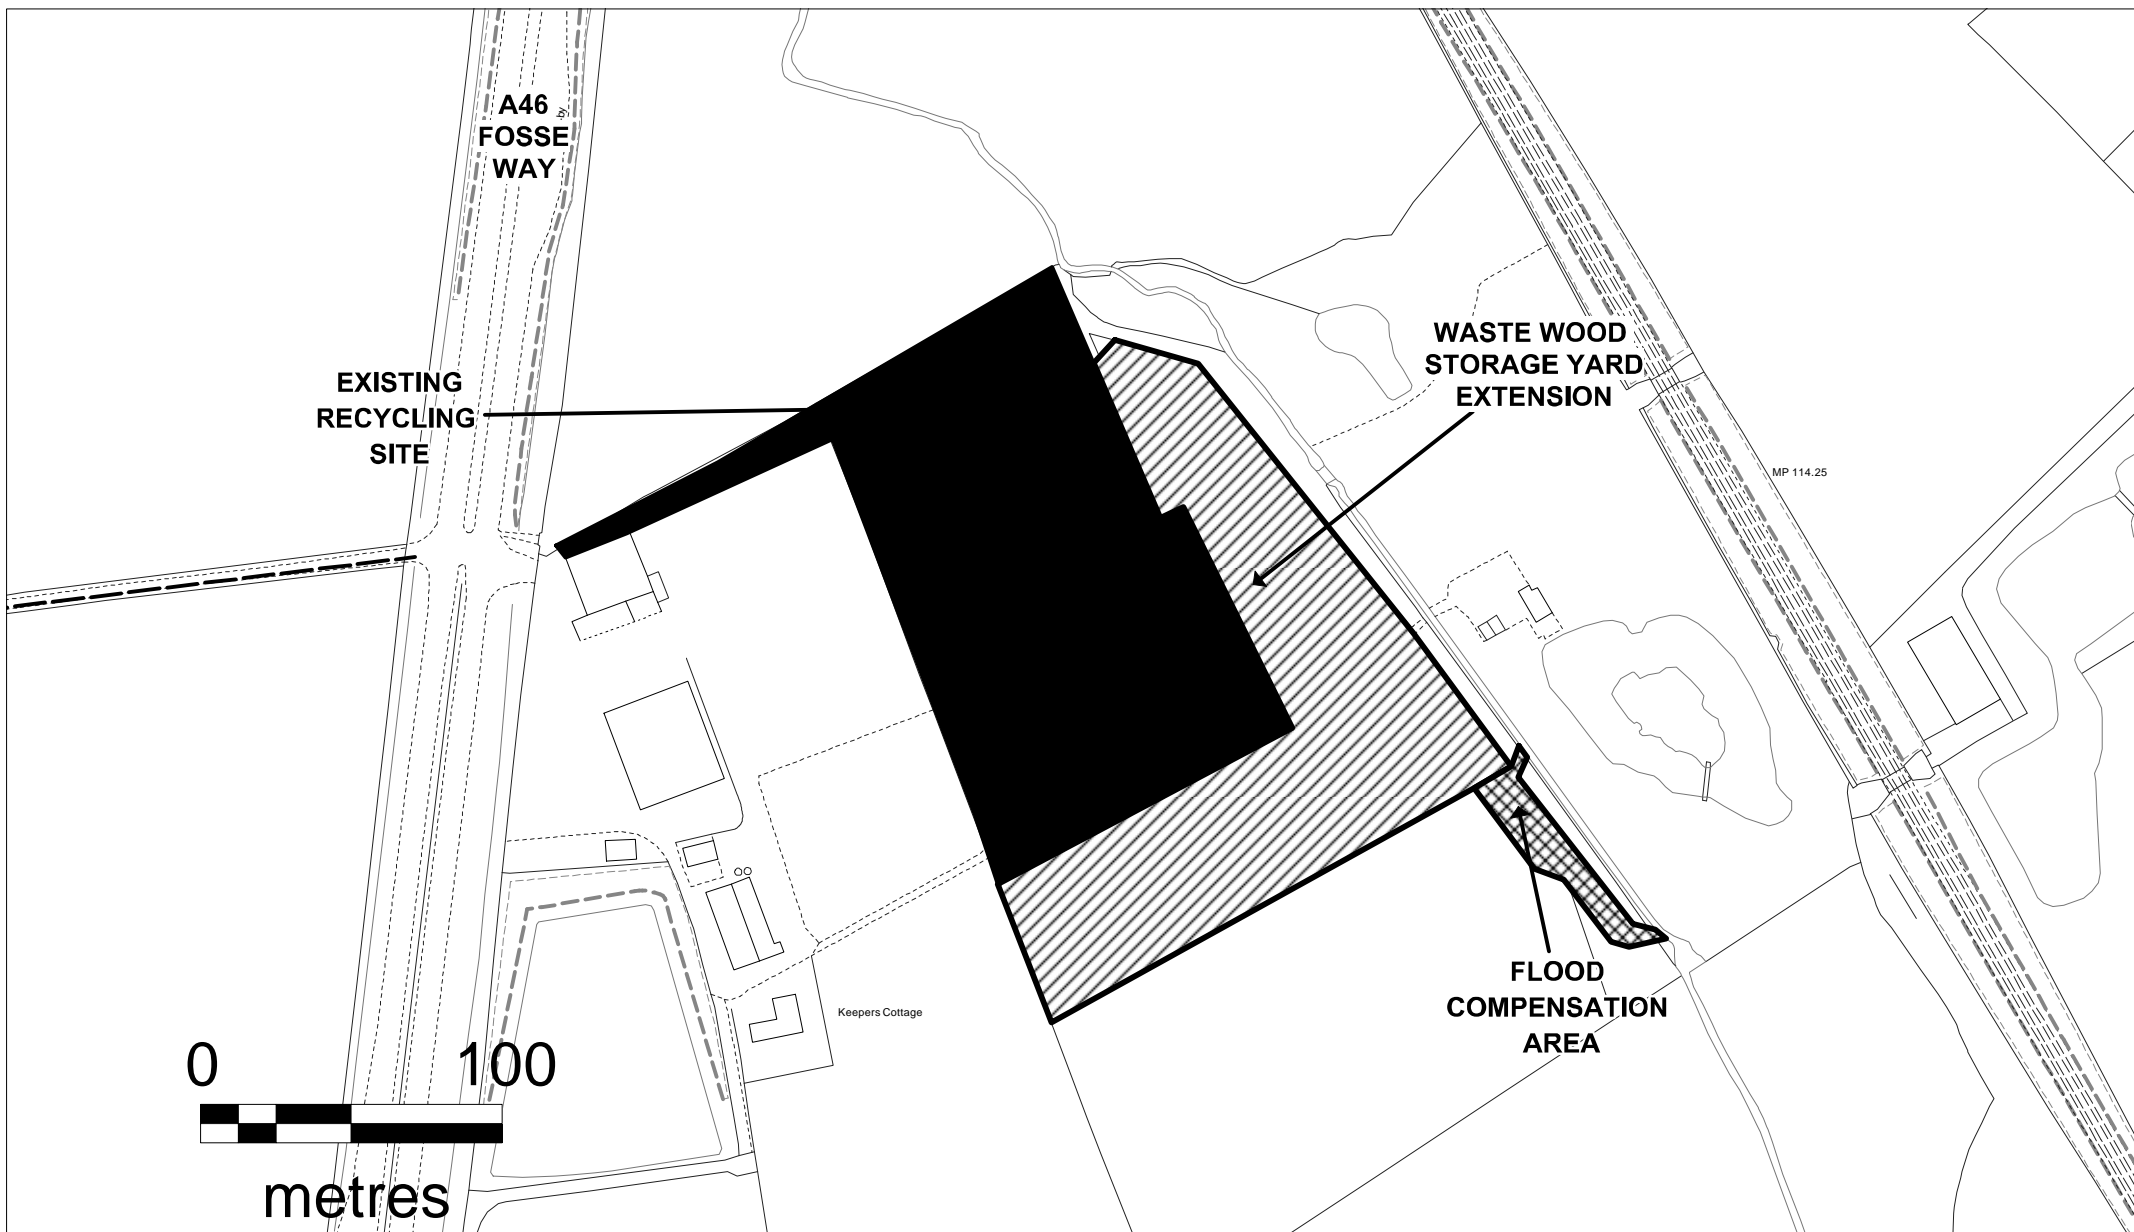 A46
FOSSE
WAY
by
EXISTING
RECYCLING
SITE
WASTE WOOD
STORAGE YARD
EXTENSION
MP 114.25
FLOOD
COMPENSATION
AREA
Keepers Cottage
0 100
metres